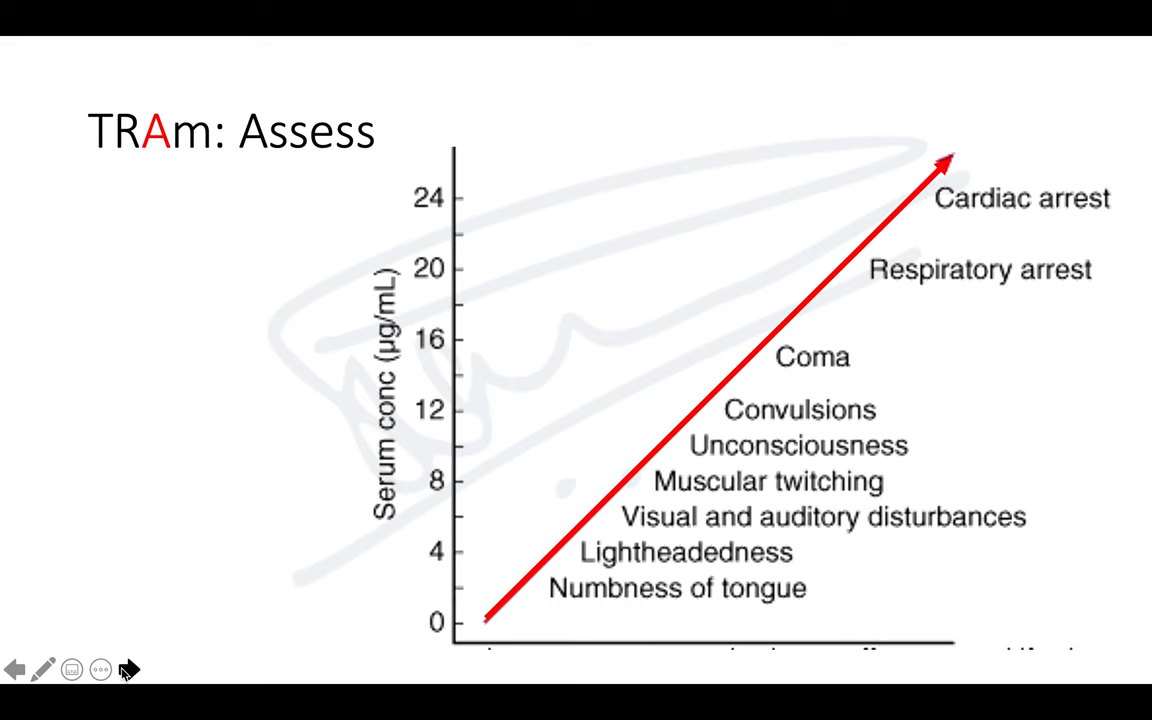 TRAm: Assess
24
Cardiac arrest
20
Respiratory arrest
Serum conc (µg/mL)
16
Coma
12
Convulsions
Unconsciousness
8
Muscular twitching
Visual and auditory disturbances
4
Lightheadedness
Numbness of tongue
0